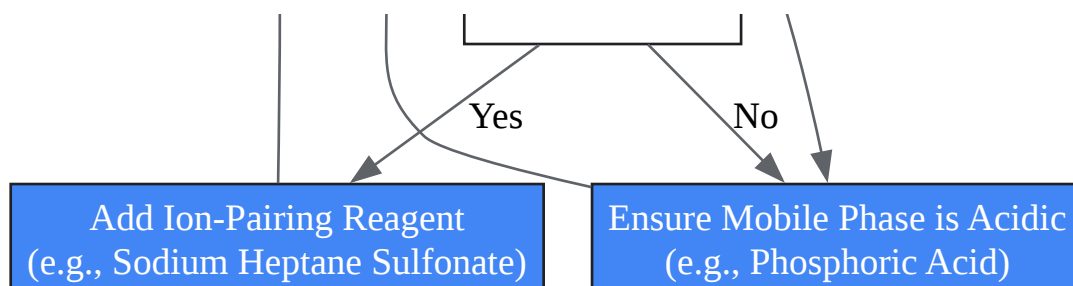 Yes
No
Add Ion-Pairing Reagent
(e.g., Sodium Heptane Sulfonate)
Ensure Mobile Phase is Acidic
(e.g., Phosphoric Acid)